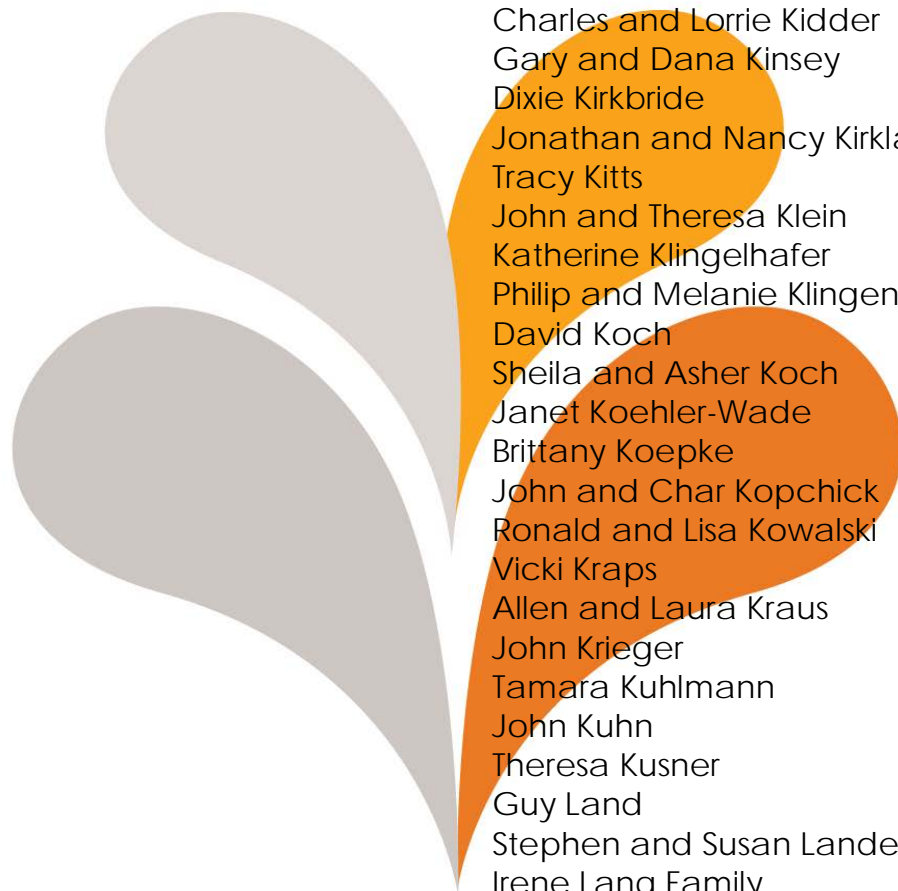 Charles and Lorrie Kidder
Gary and Dana Kinsey
Dixie Kirkbride
Jonathan and Nancy
Tracy Kitts
John and Theresa Klein
Katherine Klingelhafer
Philip and Melanie
David Koch
Sheila and Asher Koch
Janet Koehler-Wade
Brittany Koepke
John and Char Kopchick
Ronald and Lisa Kowalski
Vicki Kraps
Allen and Laura Kraus
John Krieger
Tamara Kuhlmann
John Kuhn
Theresa Kusner
Guy Land
Stephen and Susan
Irene Lang Family